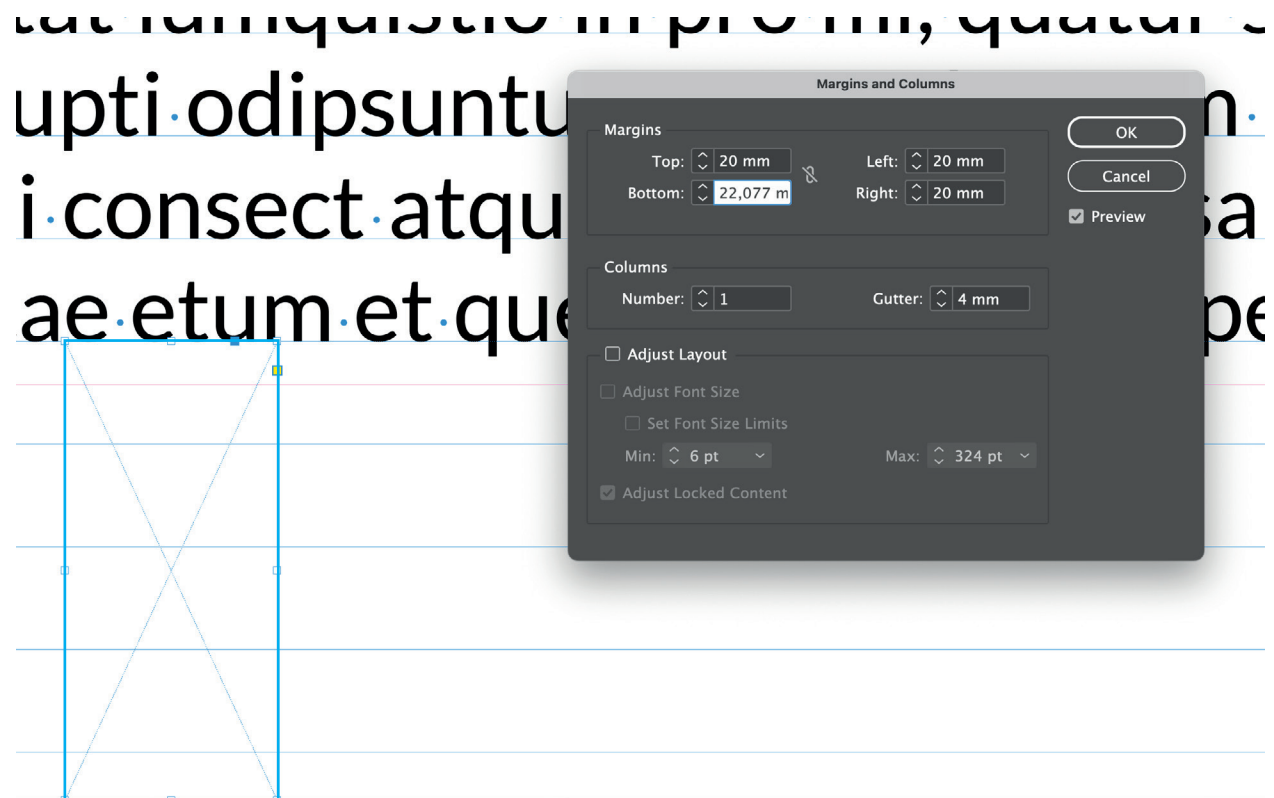 upti odipsuntu
i consect atqu
ae etum et que
Margins and Columns
Margins
Top: 20 mm Left: 20 mm
Bottom: 22,077 m Right: 20 mm
OK
Cancel
Preview
Columns
Number: 1 Gutter: 4 mm
Adjust Layout
Adjust Font Size
Set Font Size Limits
Min: 6 pt Max: 324 pt
Adjust Locked Content